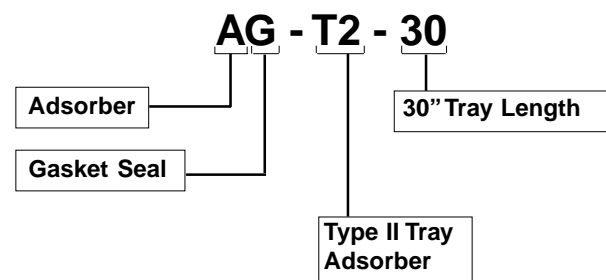 AG - T2 - 30
Adsorber
30” Tray Length
Gasket Seal
Type II Tray
Adsorber